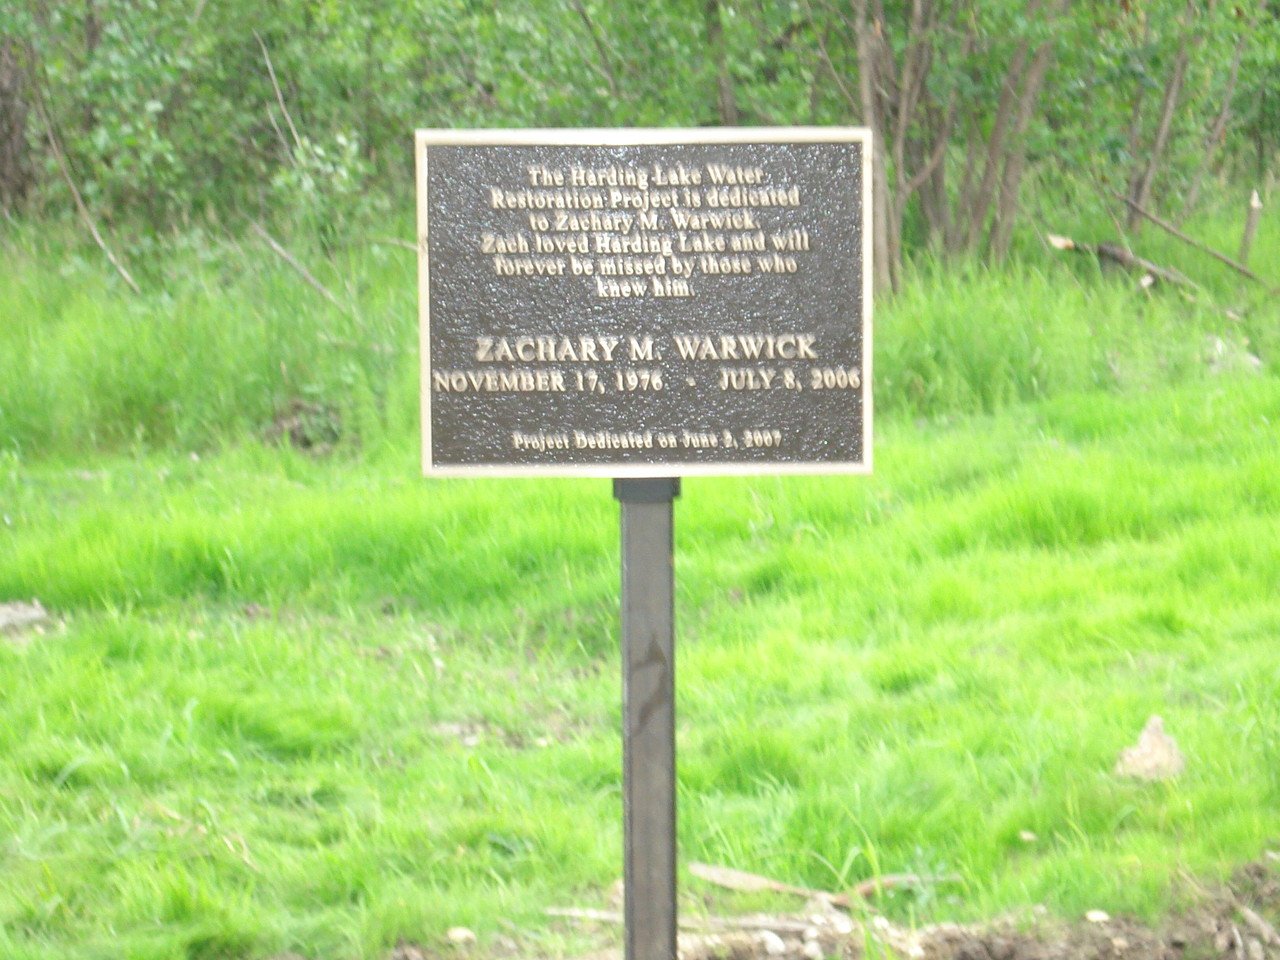 The Harding Lake Water
Restoration Project is dedicated
to Zachary M. Warwick.
Zach loved Harding Lake and will
forever be missed by those who
knew him.
ZACHARY M. WARWICK
NOVEMBER 17, 1976 - JULY 8, 2006
Project Dedicated on June 2, 2007